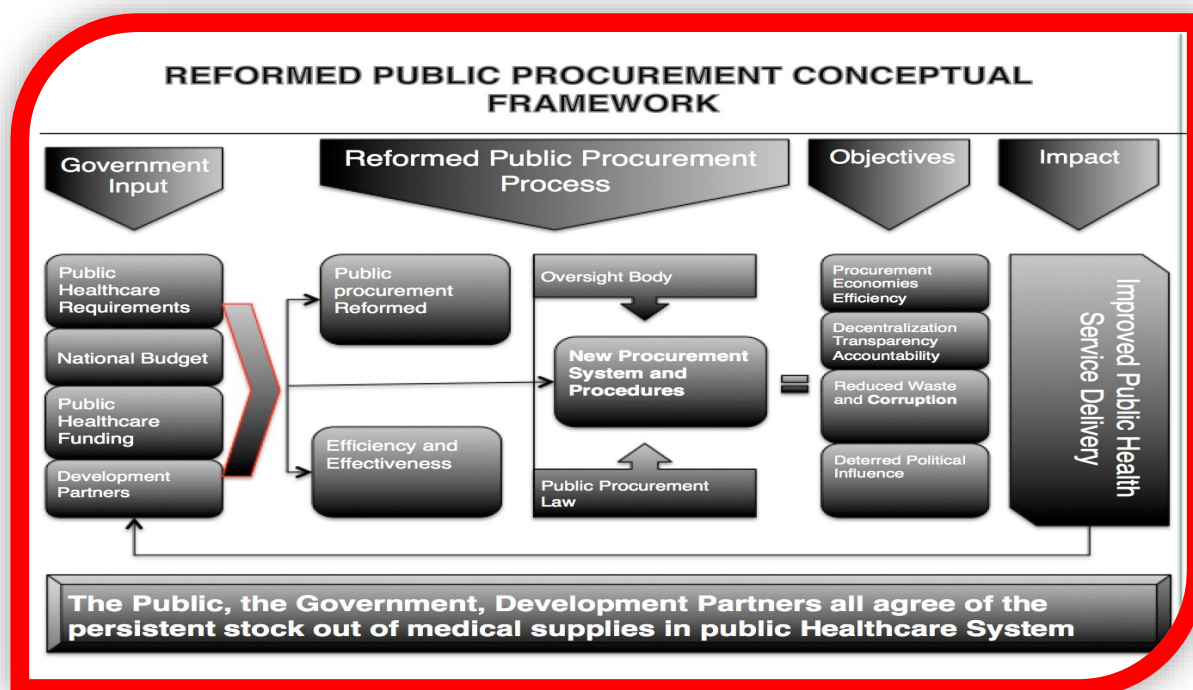 REFORMED PUBLIC PROCUREMENT CONCEPTUAL
FRAMEWORK
Government
Input
Reformed Public Procurement
Process
Objectives
Impact
Public
Healthcare
Requirements
National Budget
Public
Healthcare
Funding
Development
Partners
Public
procurement
Reformed
Efficiency and
Effectiveness
Oversight Body
New Procurement
System and
Procedures
Public Procurement
Law
Procurement
Economies
Efficiency
Decentralization
Transparency
Accountability
Reduced Waste
and Corruption
Deterred Political
Influence
Improved Public Health
Service Delivery
The Public, the Government, Development Partners all agree of the
persistent stock out of medical supplies in public Healthcare System